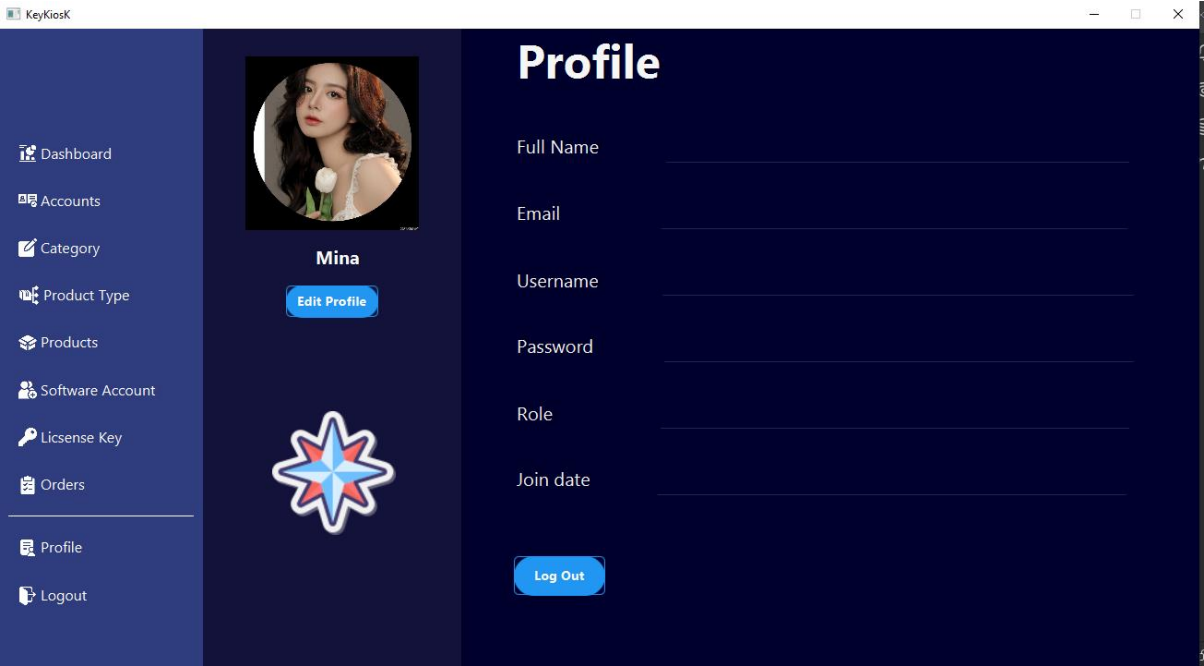 KeyKiosK
Dashboard
Accounts
Category
Product Type
Products
Software Account
Licsense Key
Orders
Profile
Logout
Mina
Edit Profile
Profile
Full Name
Email
Username
Password
Role
Join date
Log Out